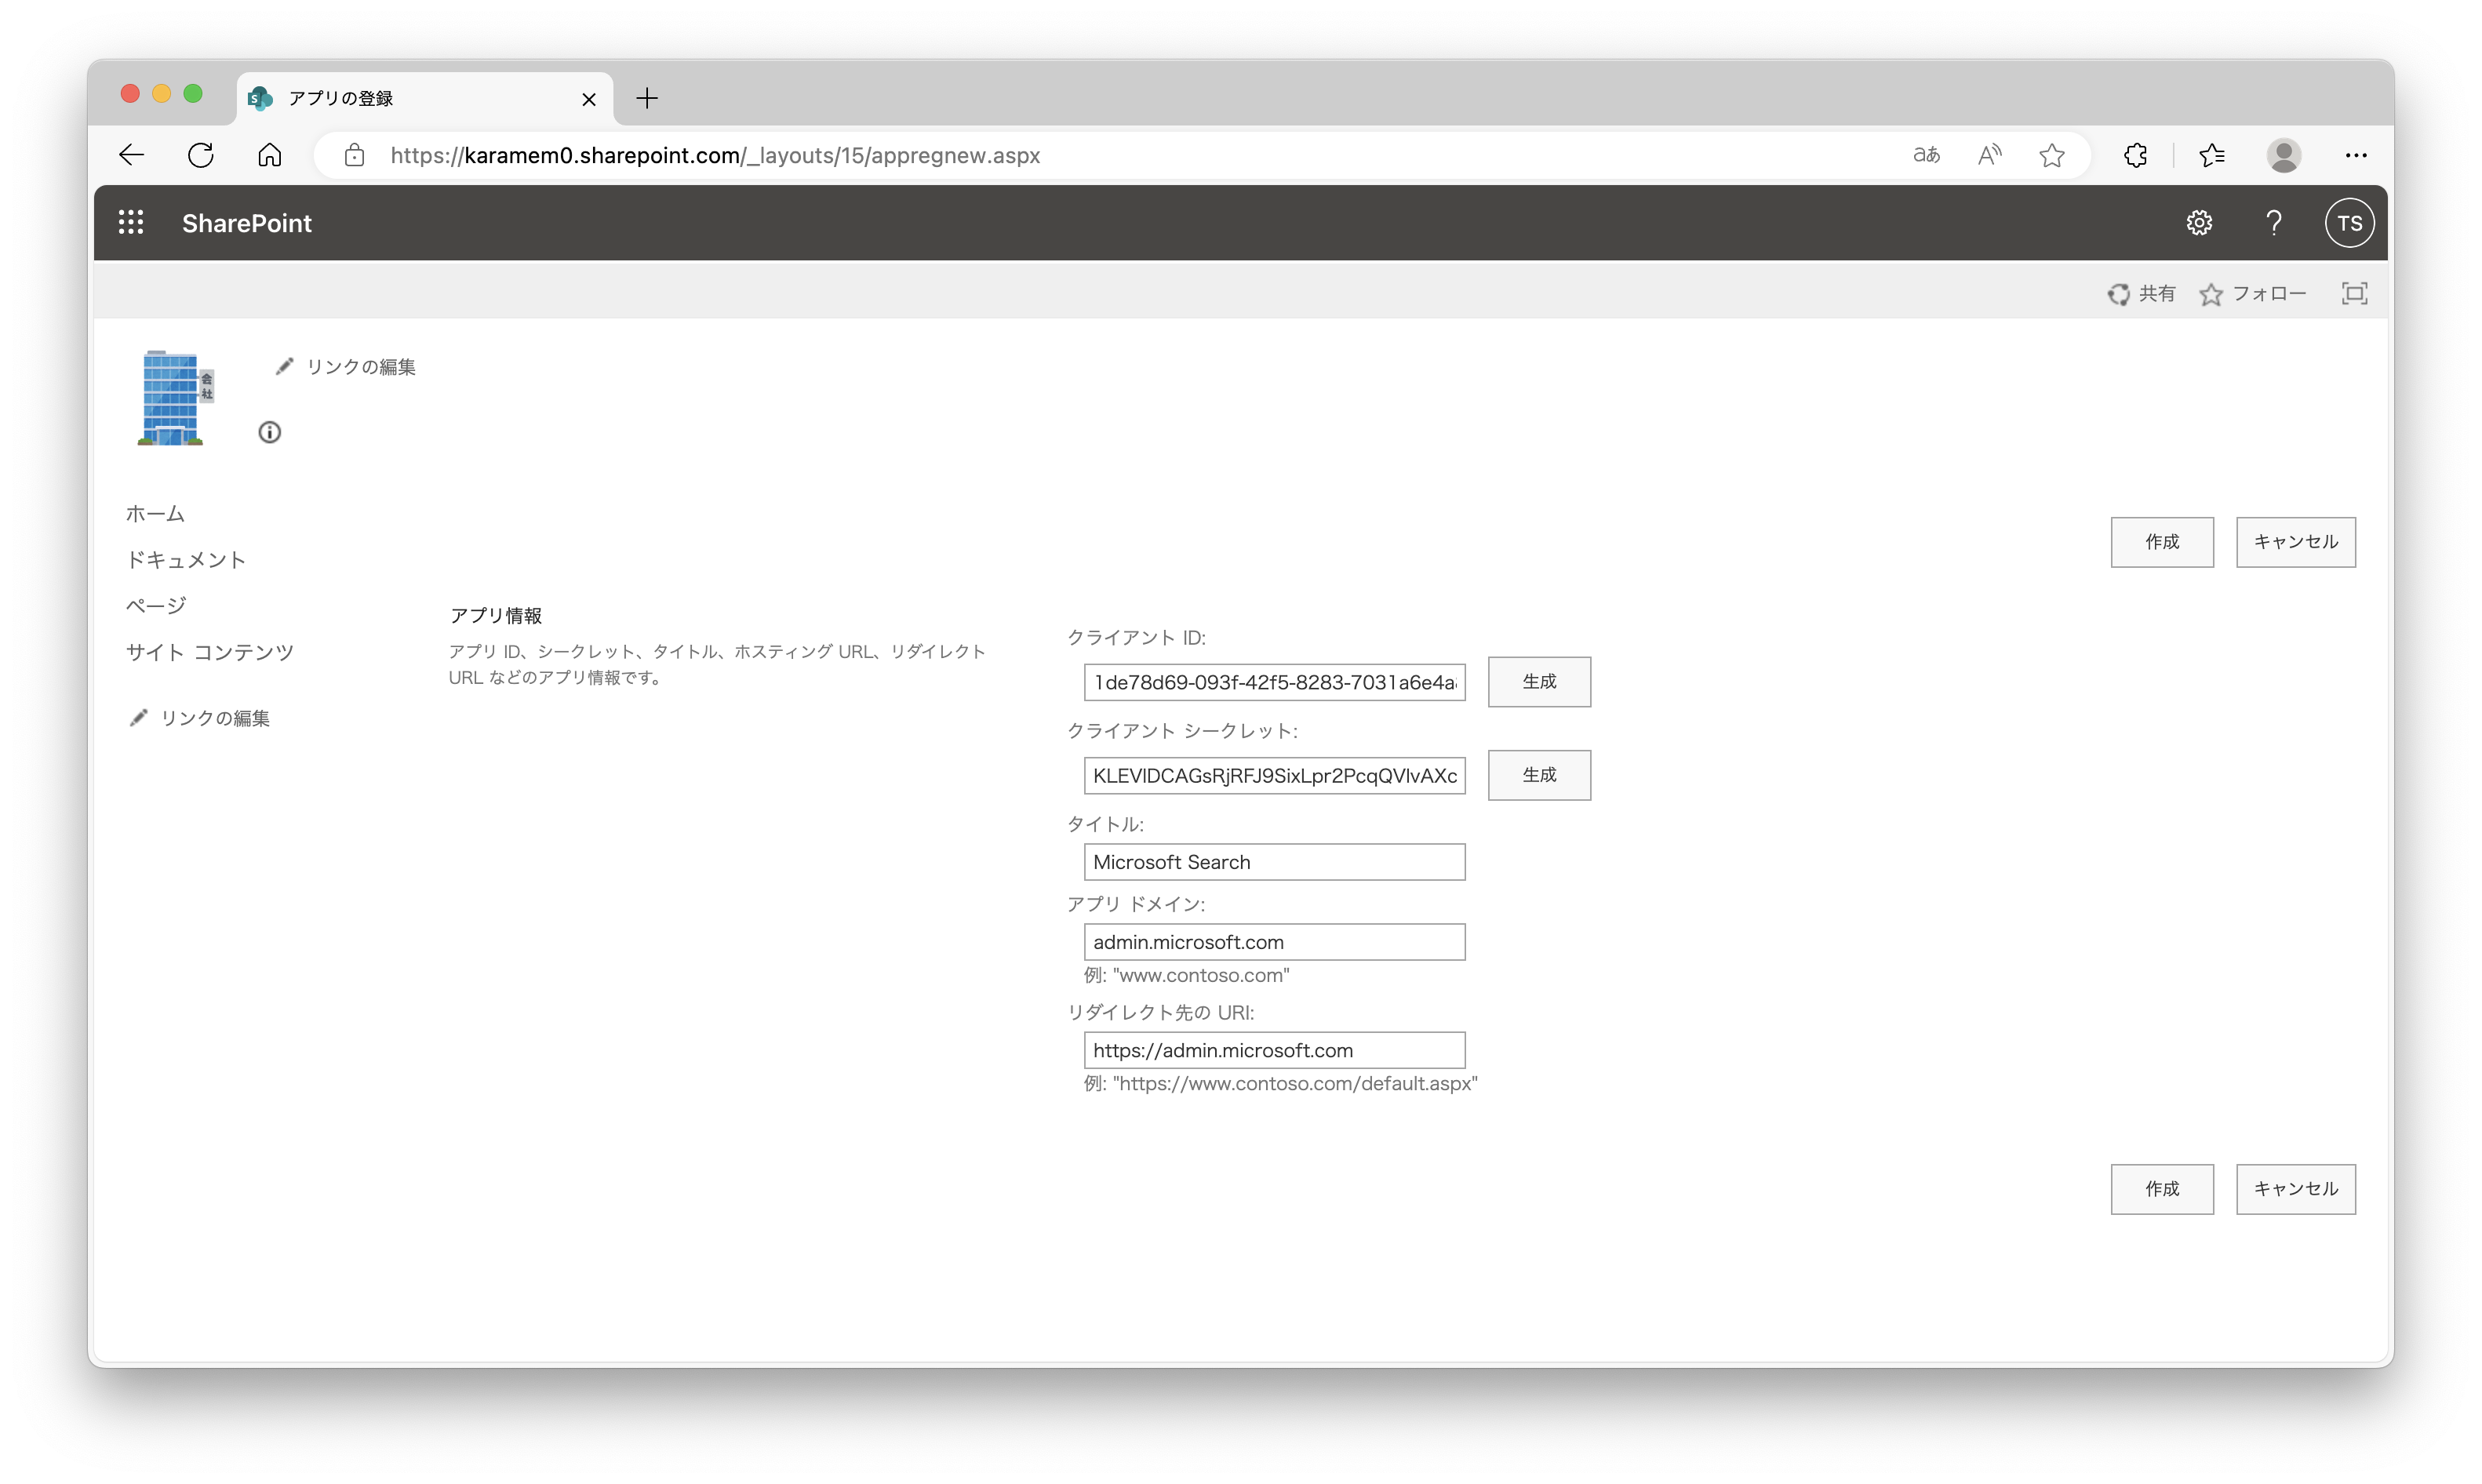 アプリの登録
https://karamem0.sharepoint.com/_layouts/15/appregnew.aspx
aあ
SharePoint
TS
共有
フォロー
リンクの編集
会社
ホーム
ドキュメント
ページ
サイト コンテンツ
リンクの編集
作成
キャンセル
アプリ情報
アプリ ID、シークレット、タイトル、ホスティング URL、リダイレクト
URL などのアプリ情報です。
クライアント ID:
1de78d69-093f-42f5-8283-7031a6e4a
生成
クライアント シークレット:
KLEVIDCAGsRjRFJ9SixLpr2PcqQVlvAXc
生成
タイトル:
Microsoft Search
アプリ ドメイン:
admin.microsoft.com
例: "www.contoso.com"
リダイレクト先の URI:
https://admin.microsoft.com
例: "https://www.contoso.com/default.aspx"
作成
キャンセル